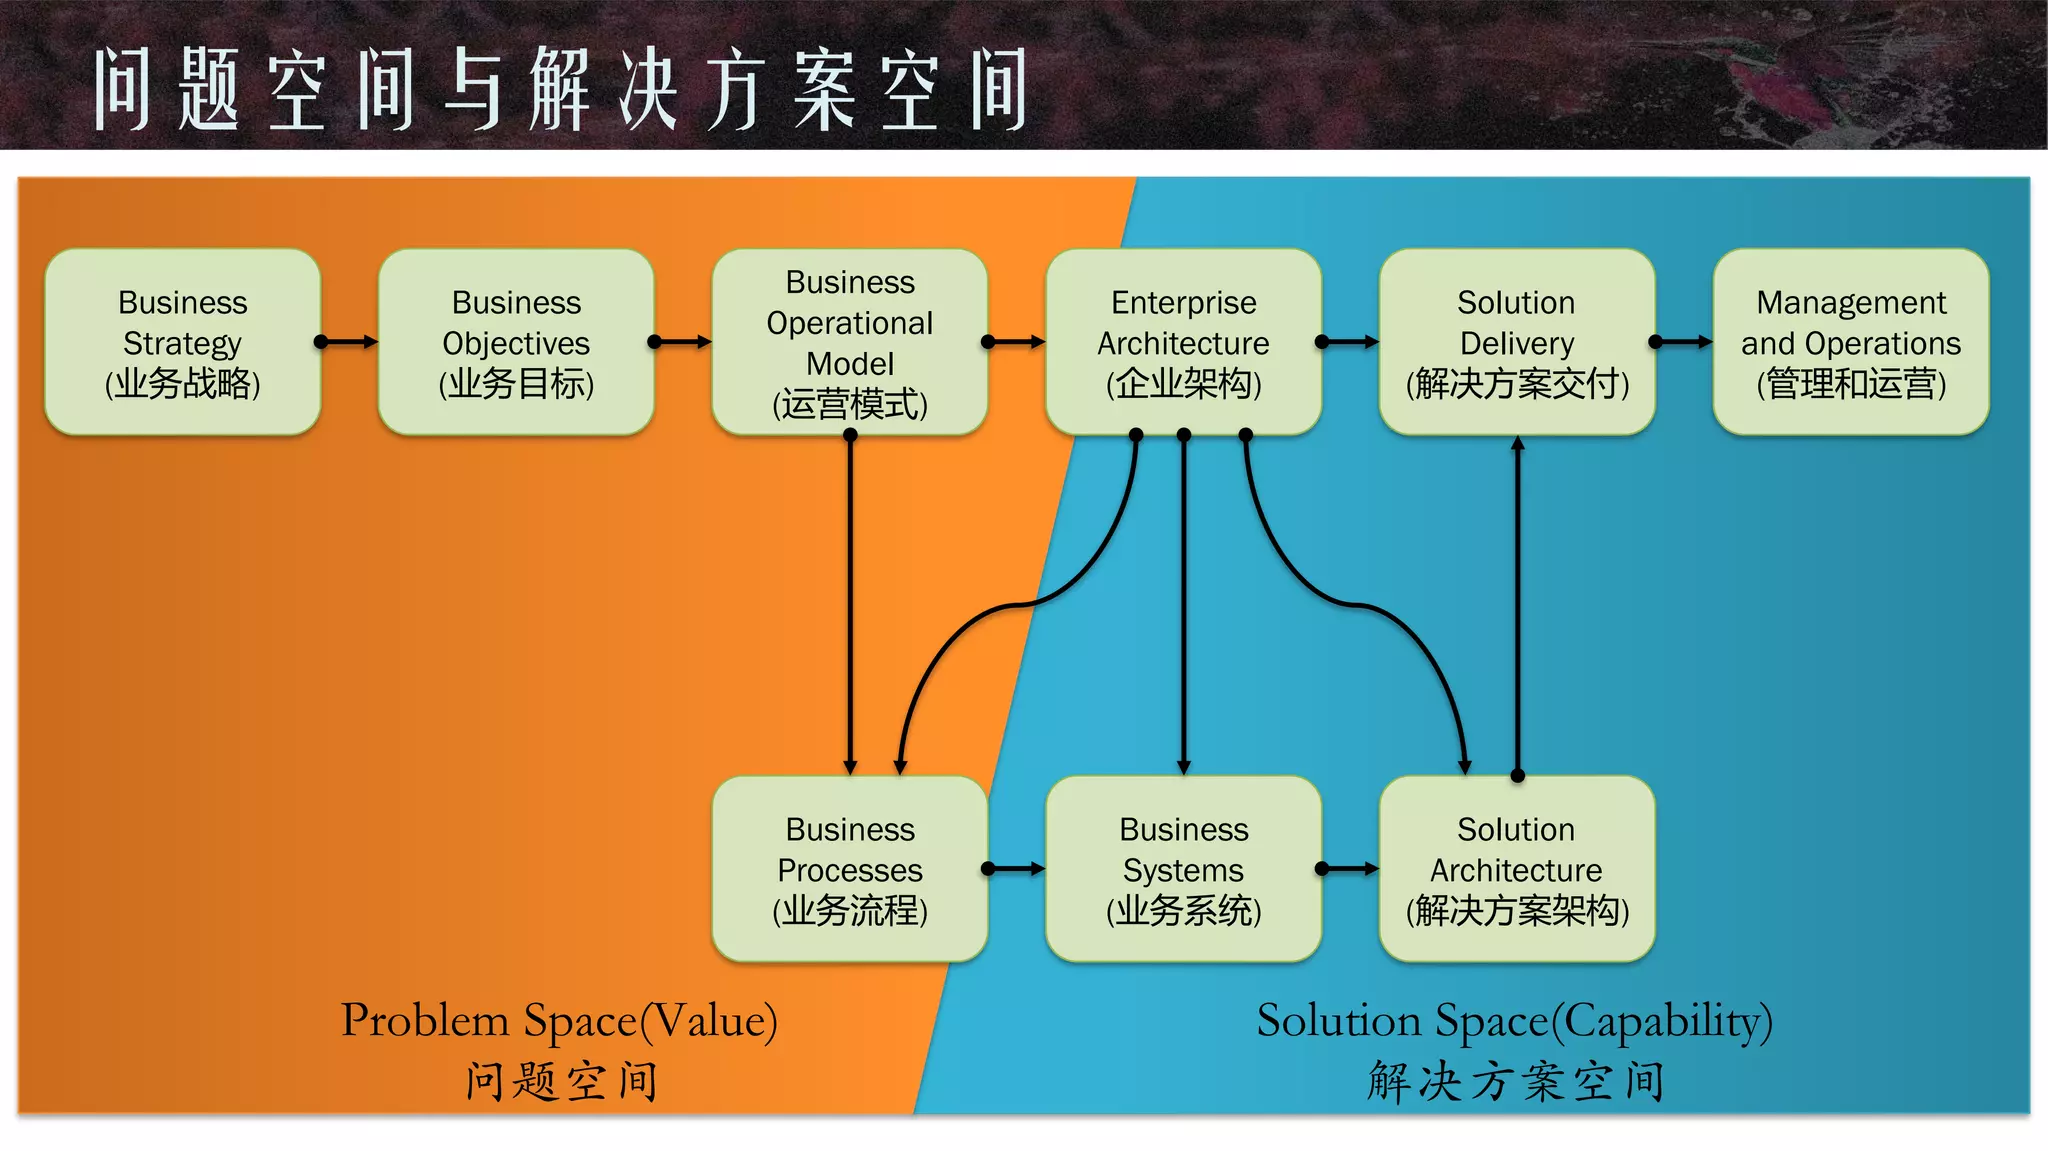 问题空间与解决方案空间
Business
Strategy
(业务战略)
Business
Objectives
(业务目标)
Business
Operational
Model
(运营模式)
Enterprise
Architecture
(企业架构)
Solution
Delivery
(解决方案交付)
Management
and Operations
(管理和运营)
Business
Processes
(业务流程)
Business
Systems
(业务系统)
Solution
Architecture
(解决方案架构)
Problem Space(Value)
问题空间
Solution Space(Capability)
解决方案空间